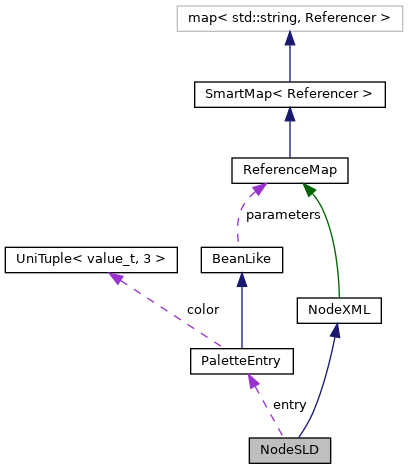 map< std::string, Referencer >
SmartMap< Referencer >
ReferenceMap
parameters
UniTuple< value_t, 3 >
BeanLike
color
NodeXML
PaletteEntry
entry
NodeSLD